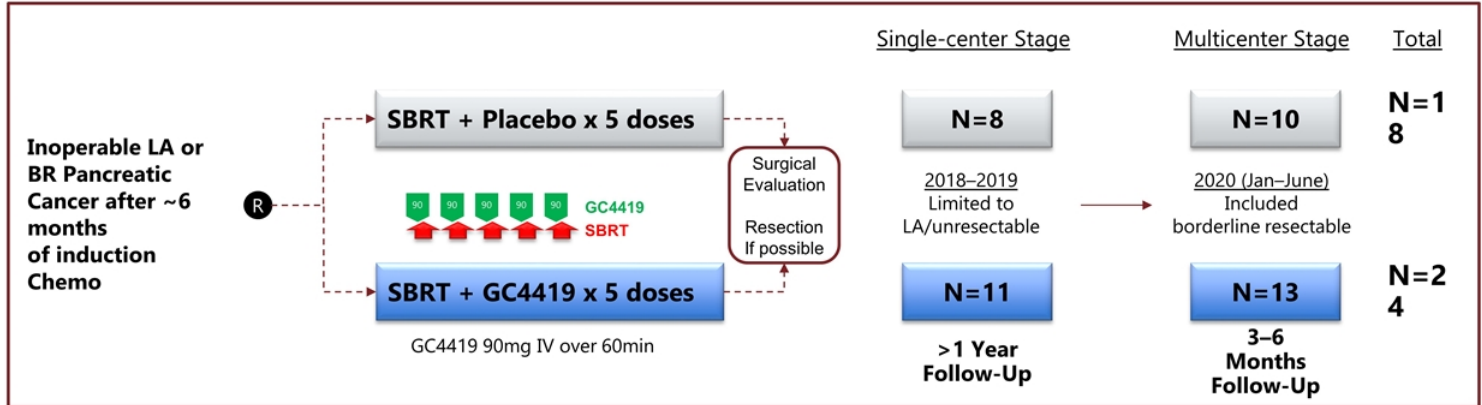 Single-center Stage
Multicenter Stage
Total
Inoperable LA or
BR Pancreatic
Cancer after ~6
months
of induction
Chemo
R
SBRT + Placebo x 5 doses
90 90 90 90 90
GC4419
SBRT
SBRT + GC4419 x 5 doses
GC4419 90mg IV over 60min
Surgical
Evaluation
Resection
If possible
N=8
2018–2019
Limited to
LA/unresectable
N=11
>1 Year
Follow-Up
N=10
2020 (Jan–June)
Included
borderline resectable
N=13
3–6
Months
Follow-Up
N=1
8
N=2
4